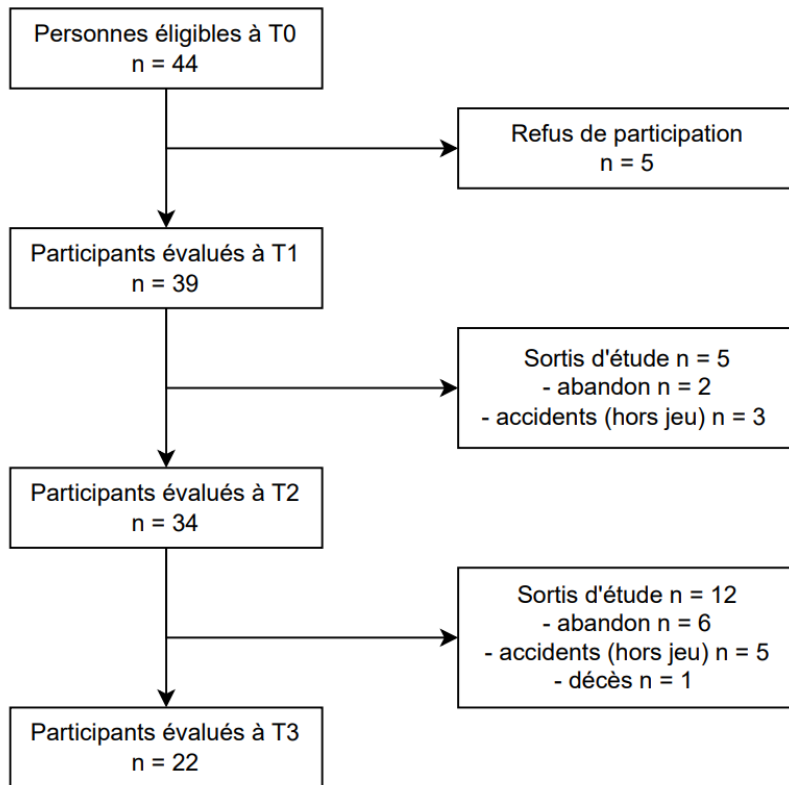 Personnes éligibles à T0
n = 44
Refus de participation
n = 5
Participants évalués à T1
n = 39
Sortis d'étude n = 5
- abandon n = 2
- accidents (hors jeu) n = 3
Participants évalués à T2
n = 34
Sortis d'étude n = 12
- abandon n = 6
- accidents (hors jeu) n = 5
- décès n = 1
Participants évalués à T3
n = 22